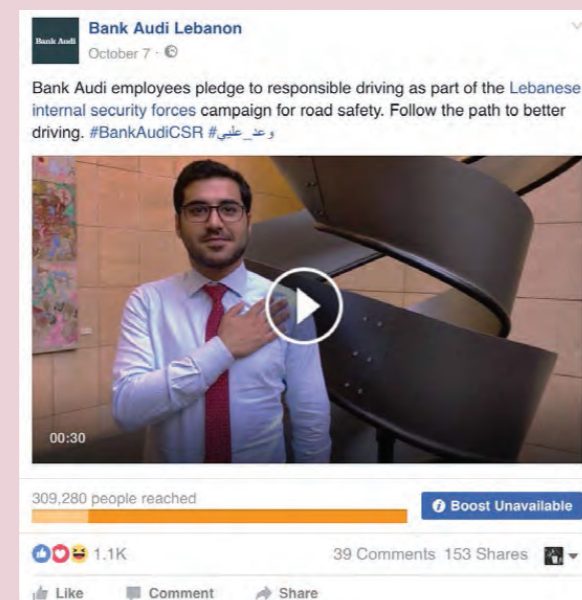 Bank Audi
Bank Audi Lebanon
October 7 ·
Bank Audi employees pledge to responsible driving as part of the Lebanese
internal security forces campaign for road safety. Follow the path to better
driving. #BankAudiCSR #وعد_عليي
00:30
309,280 people reached
Boost Unavailable
1.1K
39 Comments 153 Shares
Like Comment Share